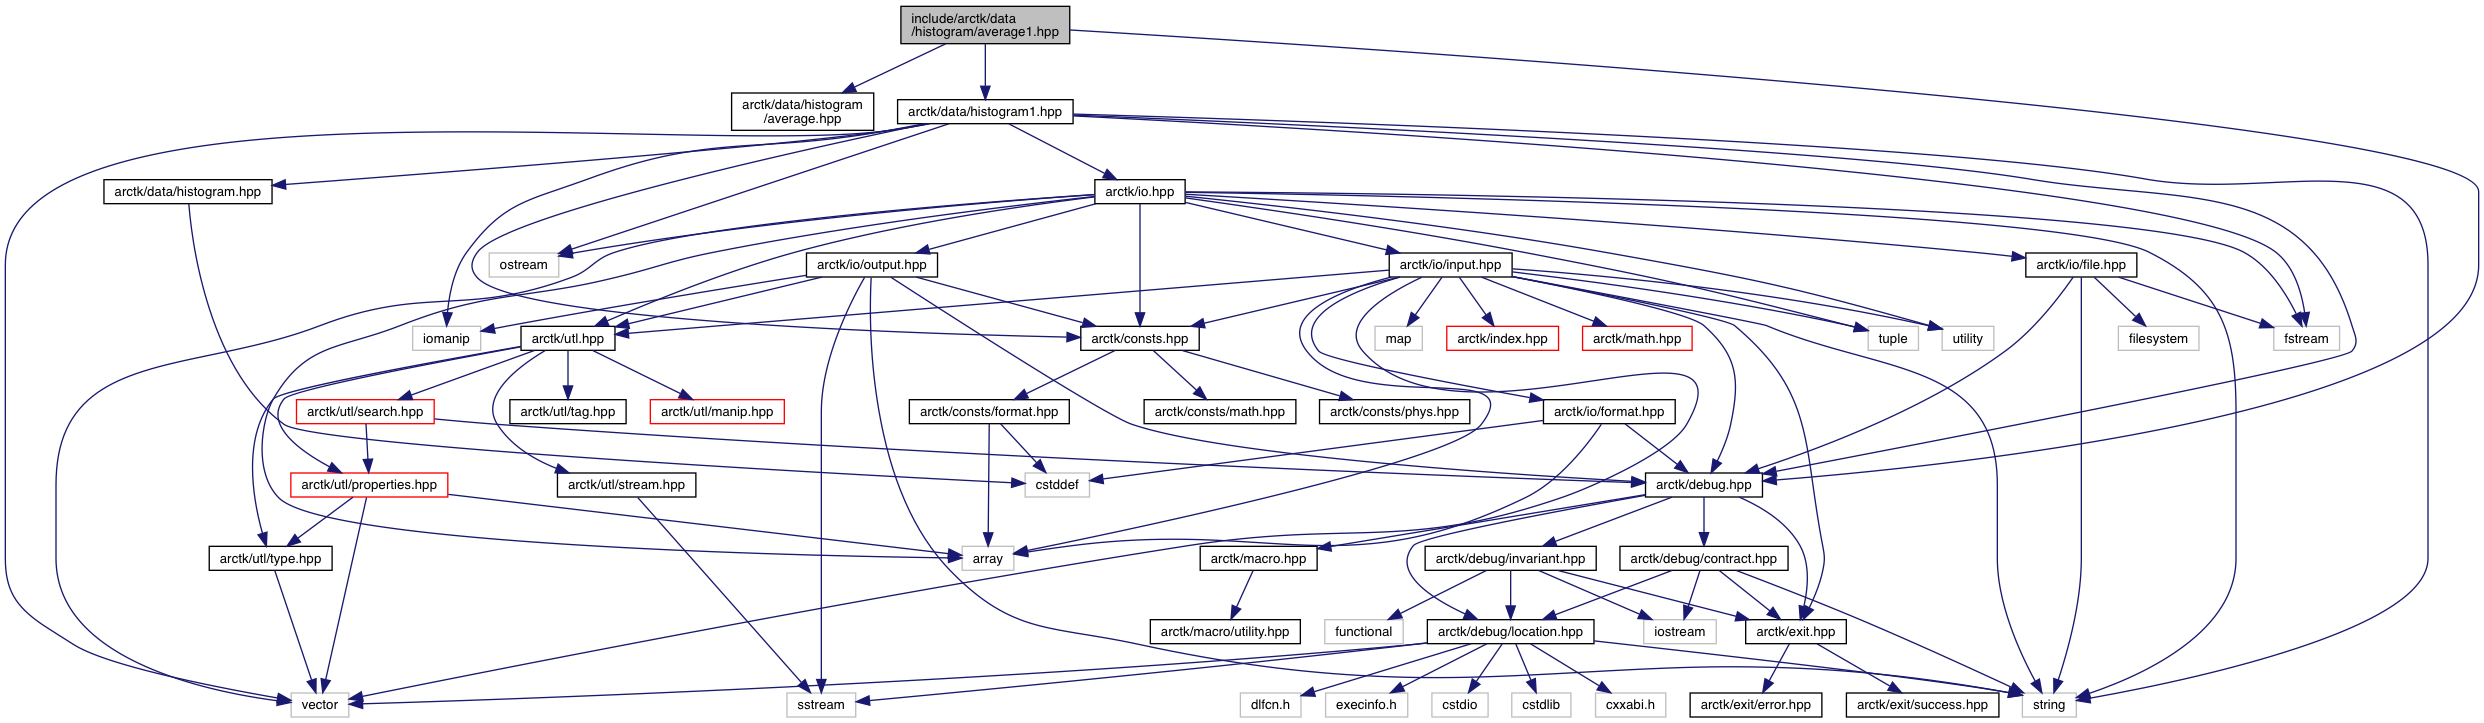 include/arctk/data
/histogram/average1.hpp
arctk/data/histogram
/average.hpp
arctk/data/histogram1.hpp
arctk/data/histogram.hpp
arctk/io.hpp
ostream
arctk/io/output.hpp
arctk/io/input.hpp
arctk/io/file.hpp
iomanip
arctk/utl.hpp
arctk/consts.hpp
map
arctk/index.hpp
arctk/math.hpp
tuple
utility
filesystem
fstream
arctk/utl/search.hpp
arctk/utl/tag.hpp
arctk/utl/manip.hpp
arctk/consts/format.hpp
arctk/consts/math.hpp
arctk/consts/phys.hpp
arctk/io/format.hpp
arctk/utl/properties.hpp
arctk/utl/stream.hpp
cstddef
arctk/debug.hpp
arctk/utl/type.hpp
array
arctk/macro.hpp
arctk/debug/invariant.hpp
arctk/debug/contract.hpp
arctk/macro/utility.hpp
functional
arctk/debug/location.hpp
iostream
arctk/exit.hpp
vector
sstream
dlfcn.h
execinfo.h
cstdio
cstdlib
cxxabi.h
arctk/exit/error.hpp
arctk/exit/success.hpp
string